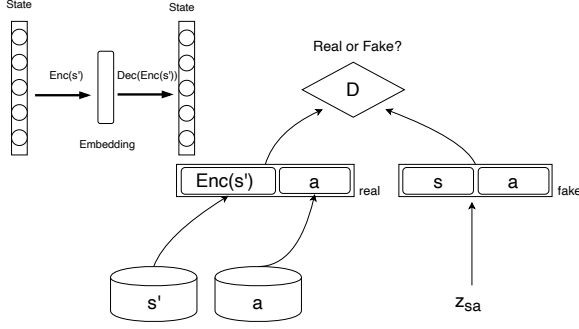 State
State
Enc(s')
Dec(Enc(s'))
Embedding
Real or Fake?
D
Enc(s')
a
real
s
a
fake
s'
a
z_sa